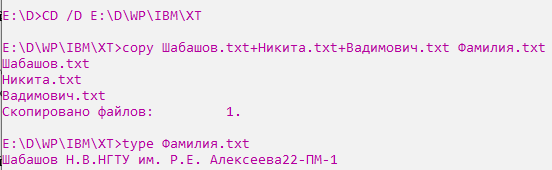 E:\D>CD /D E:\D\WP\IBM\XT
E:\D\WP\IBM\XT>copy Шабашов.txt+Никита.txt+Вадимович.txt Фамилия.txt
Шабашов.txt
Никита.txt
Вадимович.txt
Скопировано файлов:         1.
E:\D\WP\IBM\XT>type Фамилия.txt
Шабашов Н.В.НГТУ им. Р.Е. Алексеева22-ПМ-1